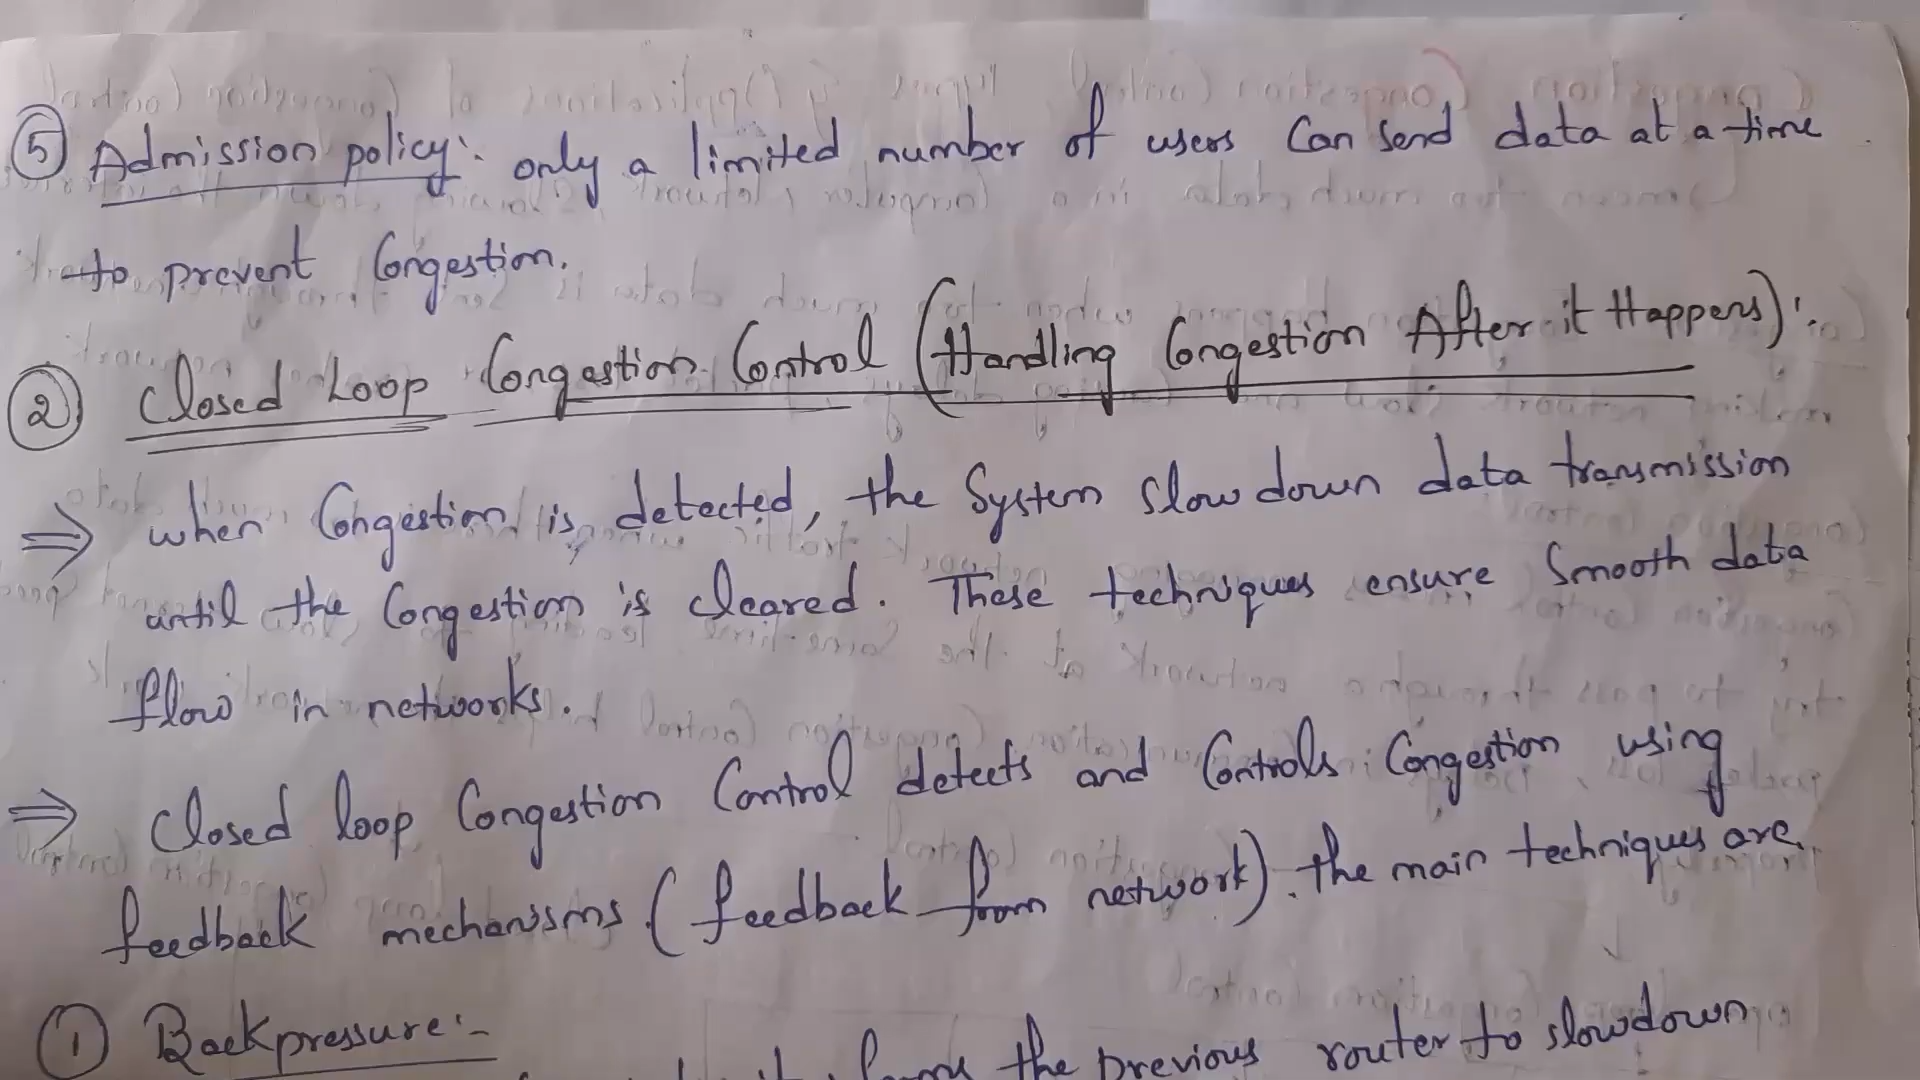 ⑤ Admission policy:- only a limited number of users Can Send data at a time
to prevent Congestion.
② Closed Loop Congestion Control (Handling Congestion After it Happens):-
⇒ when Congestion is detected, the System slow down data transmission
until the Congestion is cleared. These techniques ensure Smooth data
flow in networks.
⇒ Closed loop Congestion Control detects and Controls Congestion using
feedback mechanisms (feedback from network). the main techniques are,
① Backpressure:-
the previous router to slowdown